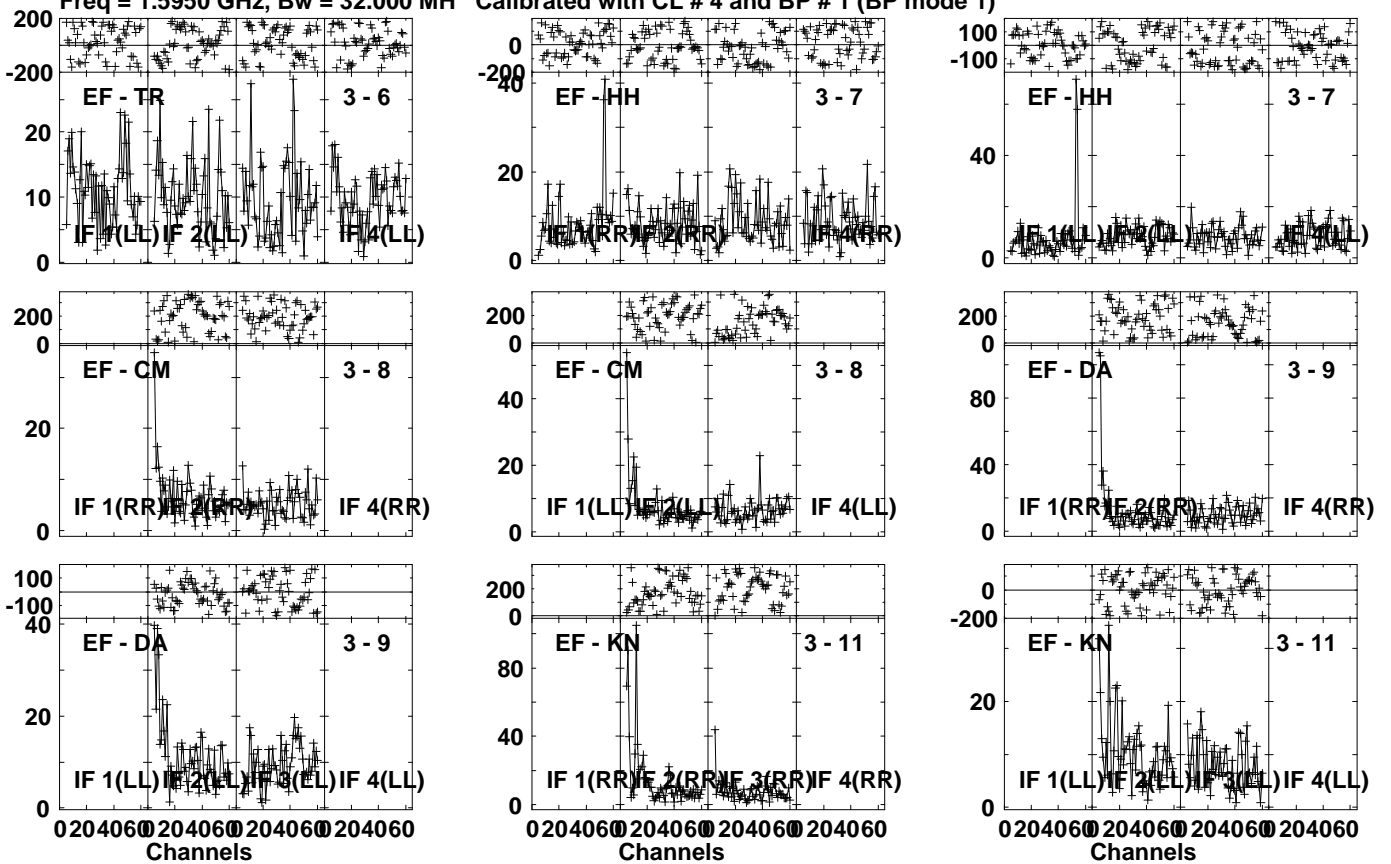 Freq = 1.5950 GHz, Bw = 32.000 MH Calibrated with CL # 4 and BP # 1 (BP mode 1)
200
0
-200
EF - TR 3 - 6
20
10
0
IF 1(LL) IF 2(LL) IF 4(LL)
0
-200
40
EF - HH 3 - 7
20
0
IF 1(RR) IF 2(RR) IF 4(RR)
100
-100
EF - HH 3 - 7
40
0
IF 1(LL) IF 2(LL) IF 4(LL)
200
0
EF - CM 3 - 8
20
0
IF 1(RR) IF 2(RR) IF 4(RR)
200
0
EF - CM 3 - 8
40
20
0
IF 1(LL) IF 2(LL) IF 4(LL)
200
0
EF - DA 3 - 9
80
40
0
IF 1(RR) IF 2(RR) IF 4(RR)
100
-100
40
EF - DA 3 - 9
20
0
IF 1(LL) IF 2(LL) IF 3(LL) IF 4(LL)
0 20 40 60 0 20 40 60 0 20 40 60 0 20 40 60
Channels
200
0
EF - KN 3 - 11
80
40
0
IF 1(RR) IF 2(RR) IF 3(RR) IF 4(RR)
0 20 40 60 0 20 40 60 0 20 40 60 0 20 40 60
Channels
0
-200
EF - KN 3 - 11
20
0
IF 1(LL) IF 2(LL) IF 3(LL) IF 4(LL)
0 20 40 60 0 20 40 60 0 20 40 60 0 20 40 60
Channels